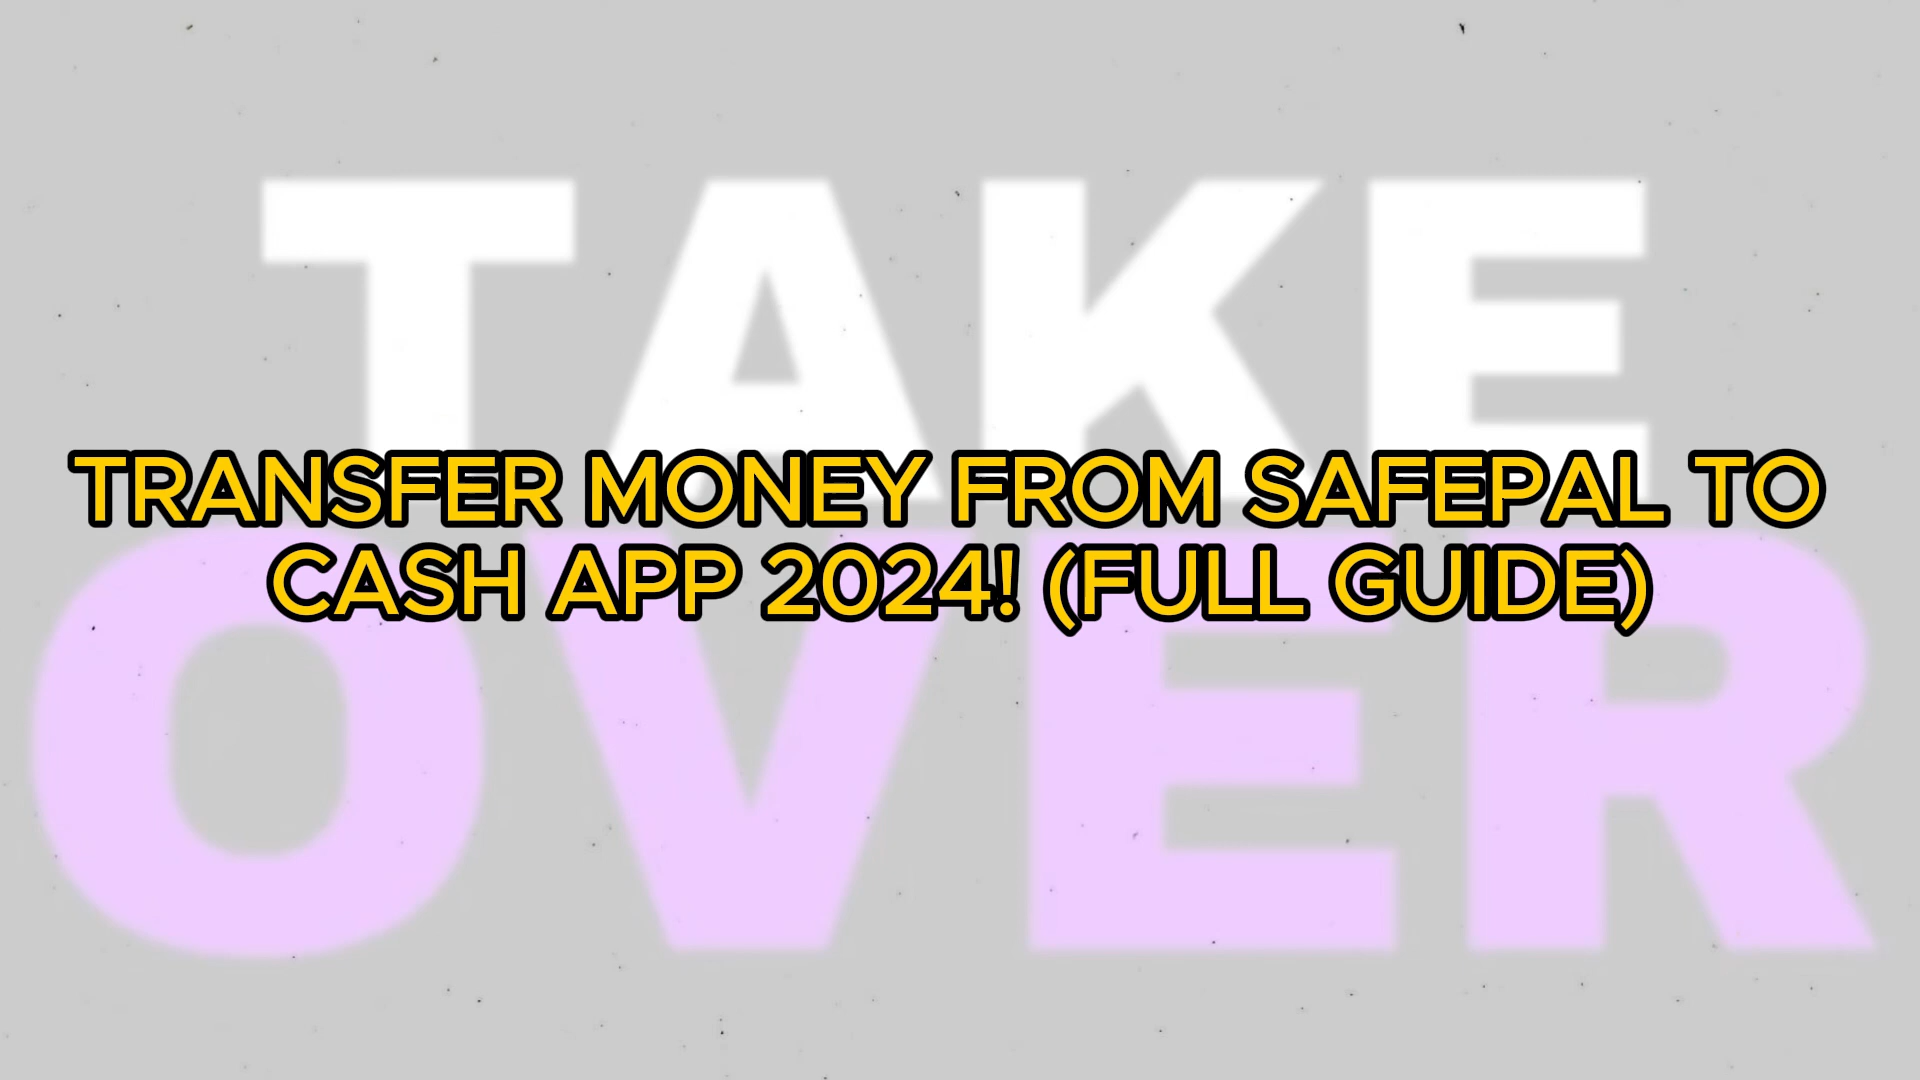 TAKE
TRANSFER MONEY FROM SAFEPAL TO
CASH APP 2024! (FULL GUIDE)
OVER